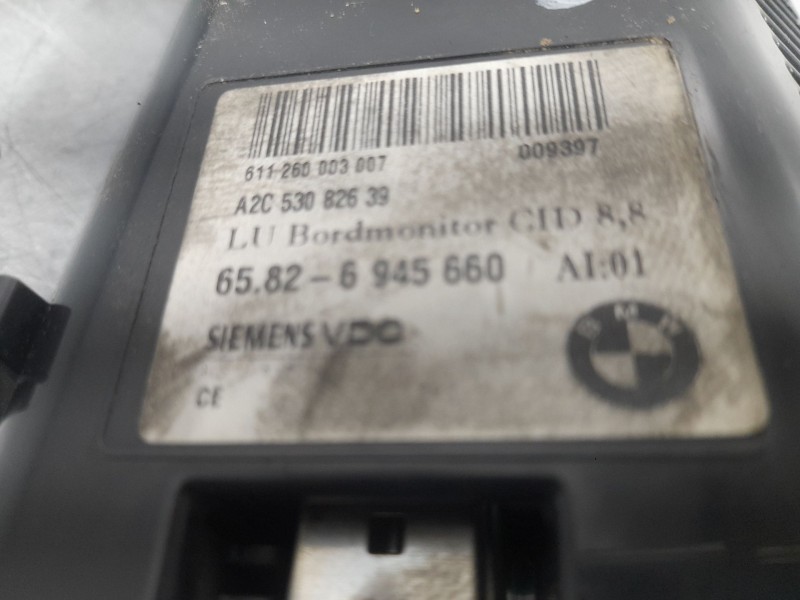 611-260 003 007 009397
A2C 530 826 39
LU Bordmonitor CID 8,8
65.82-6 945 660 AI:01
SIEMENS VDO
BMW
CE